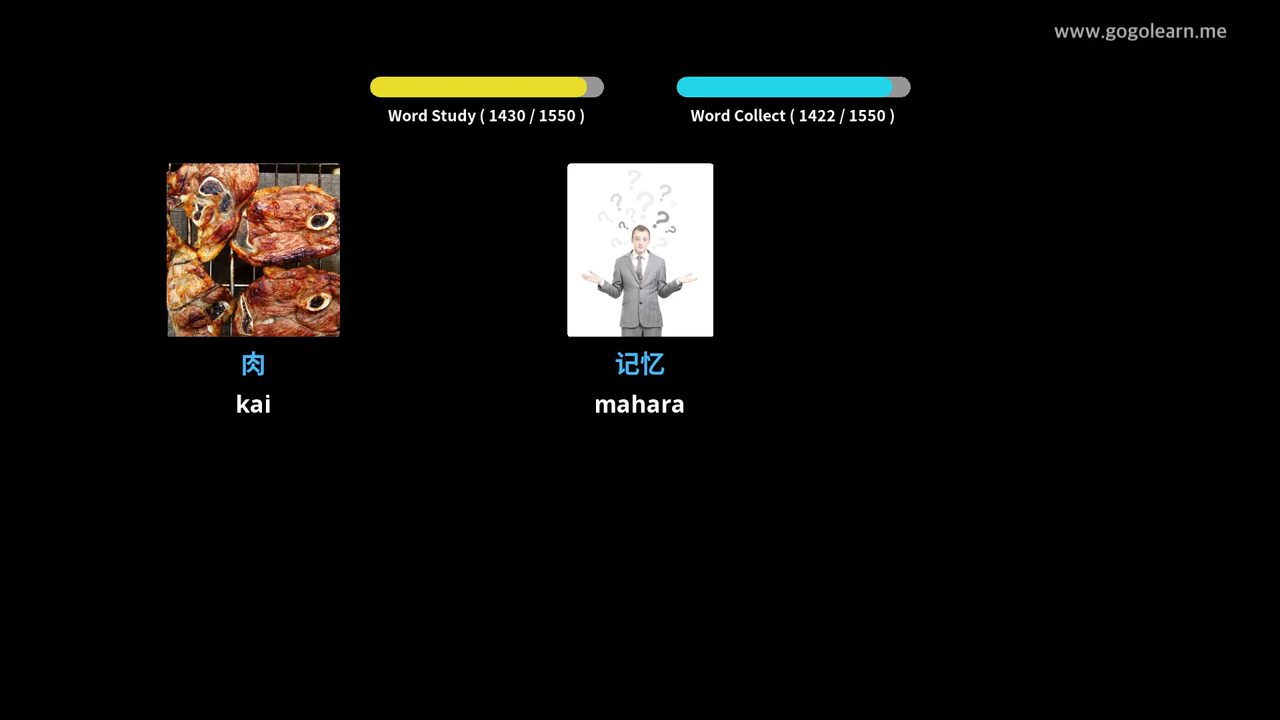 www.gogolearn.me
Word Study ( 1430 / 1550 )
Word Collect ( 1422 / 1550 )
肉
kai
记忆
mahara